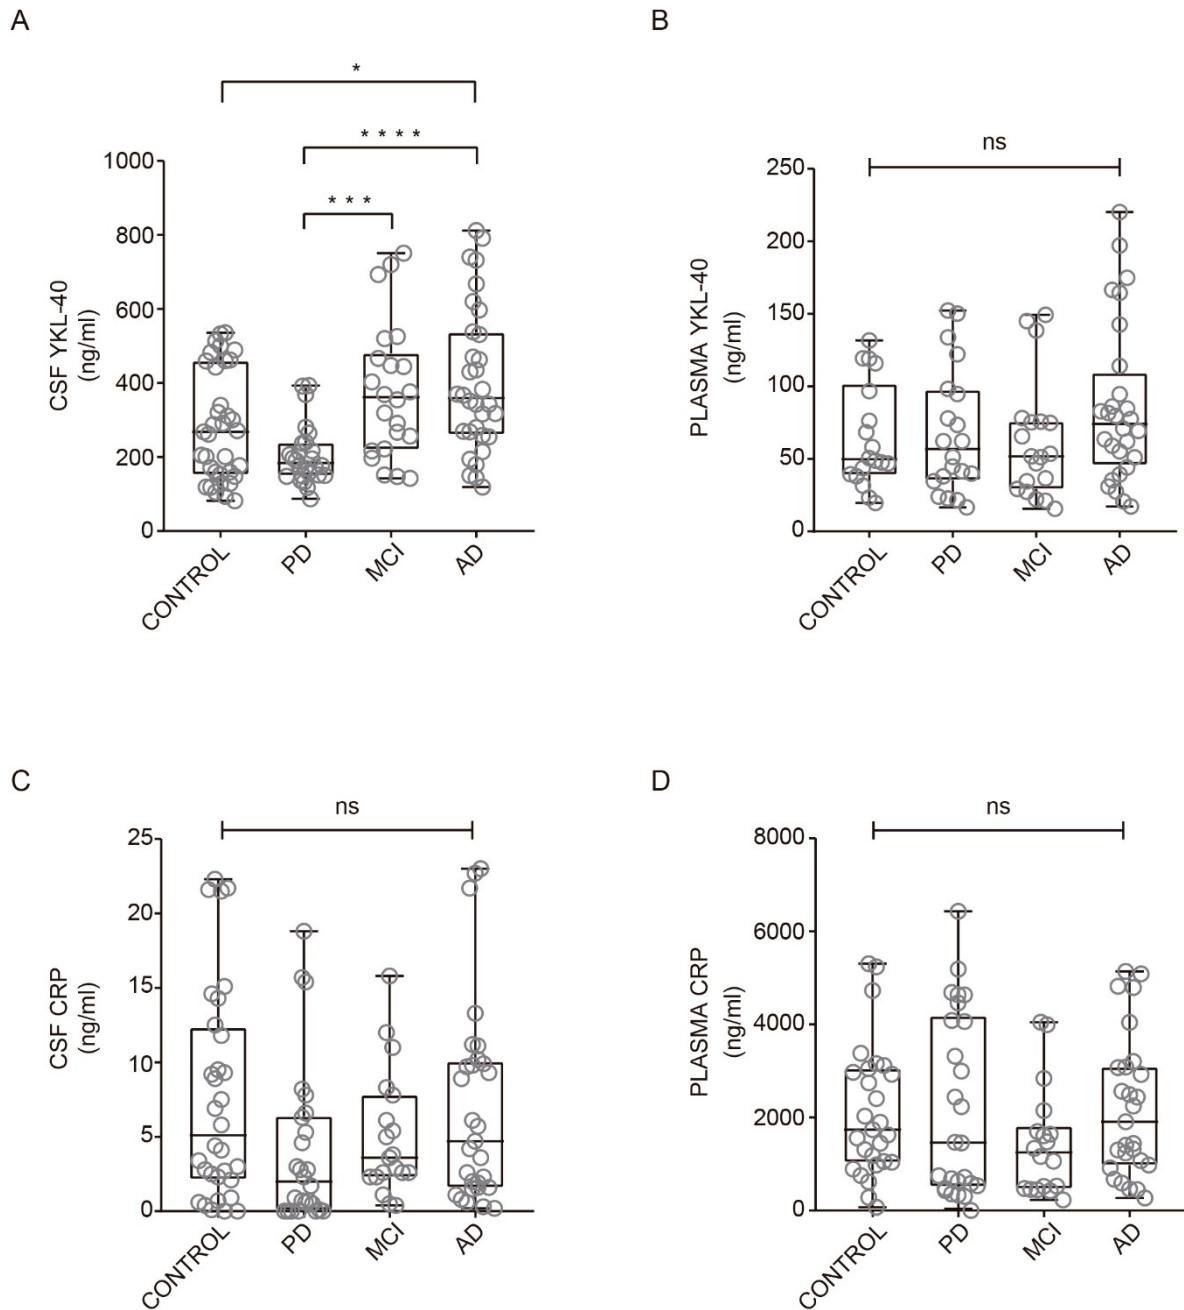 A
B
*
* * * *
* * *
ns
1000
800
600
400
200
0
CSF YKL-40
(ng/ml)
CONTROL
PD
MCI
AD
250
200
150
100
50
0
PLASMA YKL-40
(ng/ml)
CONTROL
PD
MCI
AD
C
D
ns
ns
25
20
15
10
5
0
CSF CRP
(ng/ml)
CONTROL
PD
MCI
AD
8000
6000
4000
2000
0
PLASMA CRP
(ng/ml)
CONTROL
PD
MCI
AD